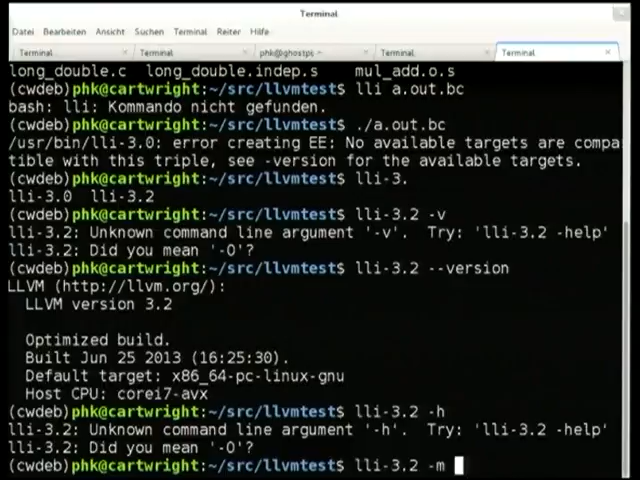 Terminal
Datei Bearbeiten Ansicht Suchen Terminal Reiter Hilfe
Terminal Terminal phk@ghostpi: ~ Terminal Terminal
long_double.c long_double.indep.s mul_add.o.s
(cwdeb)phk@cartwright:~/src/llvmtest$ lli a.out.bc
bash: lli: Kommando nicht gefunden.
(cwdeb)phk@cartwright:~/src/llvmtest$ ./a.out.bc
/usr/bin/lli-3.0: error creating EE: No available targets are compa
tible with this triple, see -version for the available targets.
(cwdeb)phk@cartwright:~/src/llvmtest$ lli-3.
lli-3.0 lli-3.2
(cwdeb)phk@cartwright:~/src/llvmtest$ lli-3.2 -v
lli-3.2: Unknown command line argument '-v'. Try: 'lli-3.2 -help'
lli-3.2: Did you mean '-O'?
(cwdeb)phk@cartwright:~/src/llvmtest$ lli-3.2 --version
LLVM (http://llvm.org/):
LLVM version 3.2
Optimized build.
Built Jun 25 2013 (16:25:30).
Default target: x86_64-pc-linux-gnu
Host CPU: corei7-avx
(cwdeb)phk@cartwright:~/src/llvmtest$ lli-3.2 -h
lli-3.2: Unknown command line argument '-h'. Try: 'lli-3.2 -help'
lli-3.2: Did you mean '-O'?
(cwdeb)phk@cartwright:~/src/llvmtest$ lli-3.2 -m